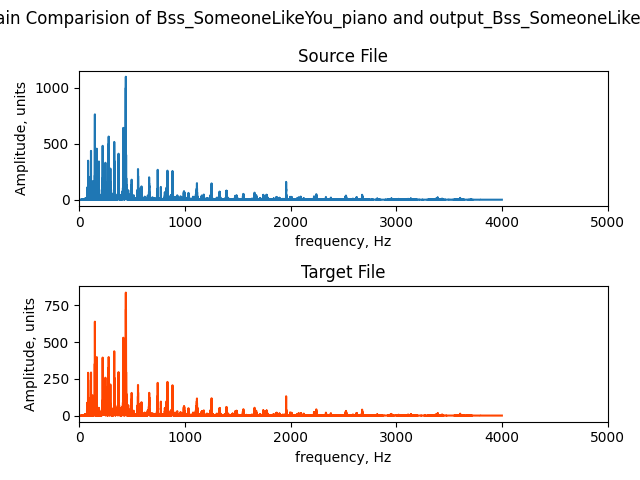 ain Comparision of Bss_SomeoneLikeYou_piano and output_Bss_SomeoneLike
Source File
Amplitude, units
1000
500
0
0 1000 2000 3000 4000 5000
frequency, Hz
Target File
Amplitude, units
750
500
250
0
0 1000 2000 3000 4000 5000
frequency, Hz